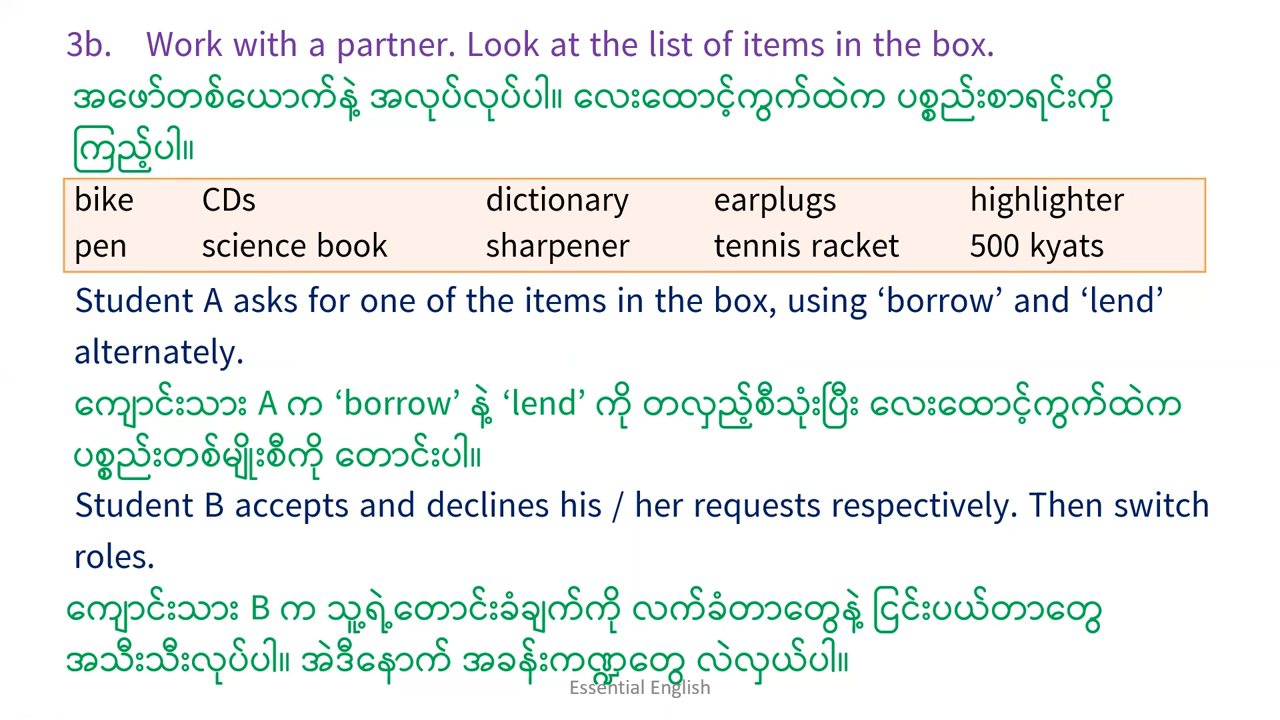 3b. Work with a partner. Look at the list of items in the box.
အဖော်တစ်ယောက်နဲ့ အလုပ်လုပ်ပါ။ လေးထောင့်ကွက်ထဲက ပစ္စည်းစာရင်းကို
ကြည့်ပါ။
bike CDs dictionary earplugs highlighter
pen science book sharpener tennis racket 500 kyats
Student A asks for one of the items in the box, using ‘borrow’ and ‘lend’
alternately.
ကျောင်းသား A က ‘borrow’ နဲ့ ‘lend’ ကို တလှည့်စီသုံးပြီး လေးထောင့်ကွက်ထဲက
ပစ္စည်းတစ်မျိုးစီကို တောင်းပါ။
Student B accepts and declines his / her requests respectively. Then switch
roles.
ကျောင်းသား B က သူ့ရဲ့တောင်းခံချက်ကို လက်ခံတာတွေနဲ့ ငြင်းပယ်တာတွေ
အသီးသီးလုပ်ပါ။ အဲဒီနောက် အခန်းကဏ္ဍတွေ လဲလှယ်ပါ။
Essential English